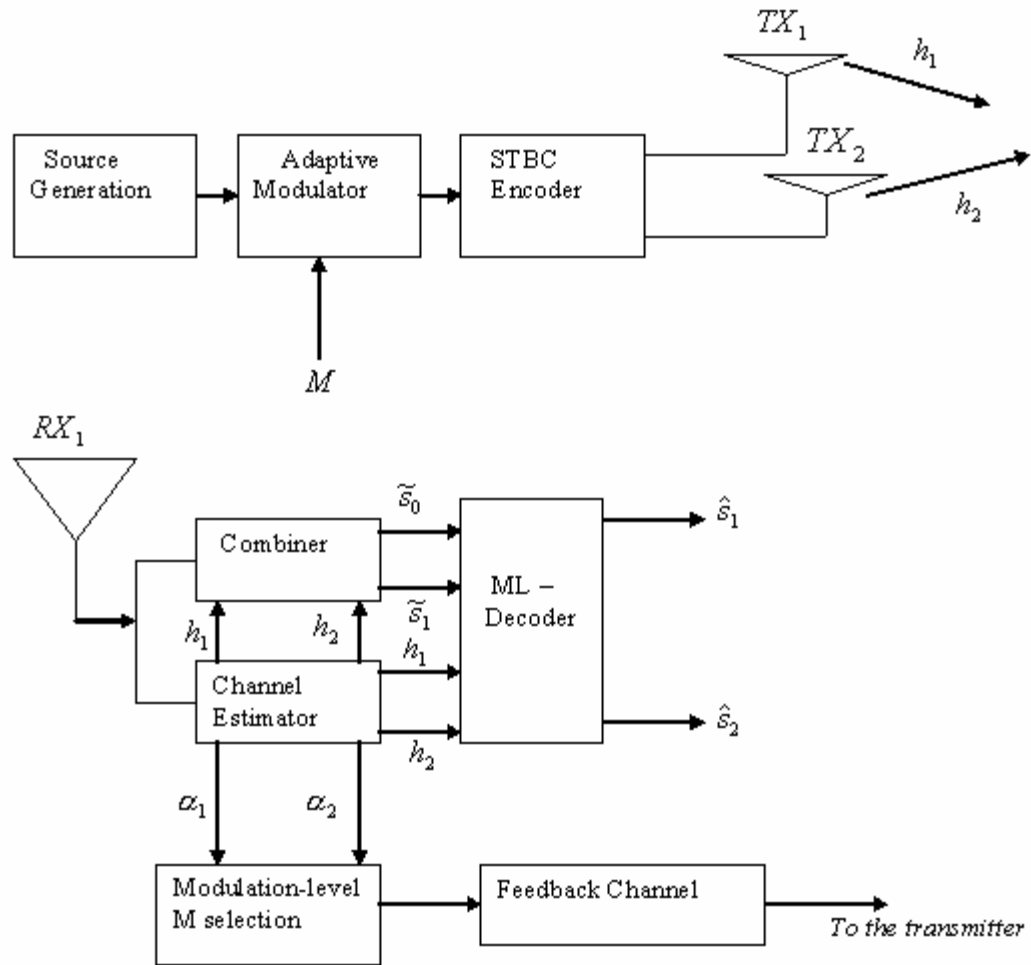 TX₁
h₁
Source
Generation
Adaptive
Modulator
STBC
Encoder
TX₂
h₂
M
RX₁
Combiner
s̃₀
s̃₁
h₁
h₂
h₁
h₂
Channel
Estimator
ML –
Decoder
ŝ₁
ŝ₂
α₁
α₂
Modulation-level
M selection
Feedback Channel
To the transmitter